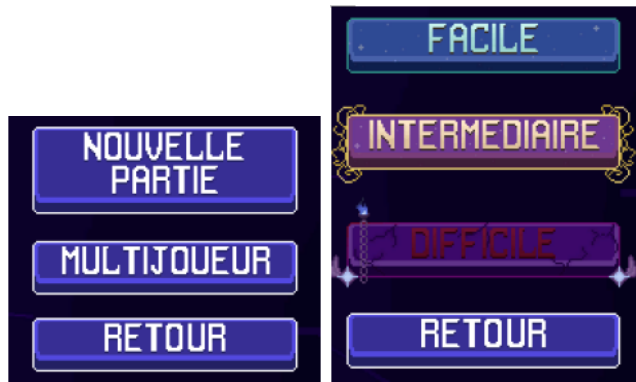 NOUVELLE
PARTIE
MULTIJOUEUR
RETOUR
FACILE
INTERMEDIAIRE
DIFFICILE
RETOUR